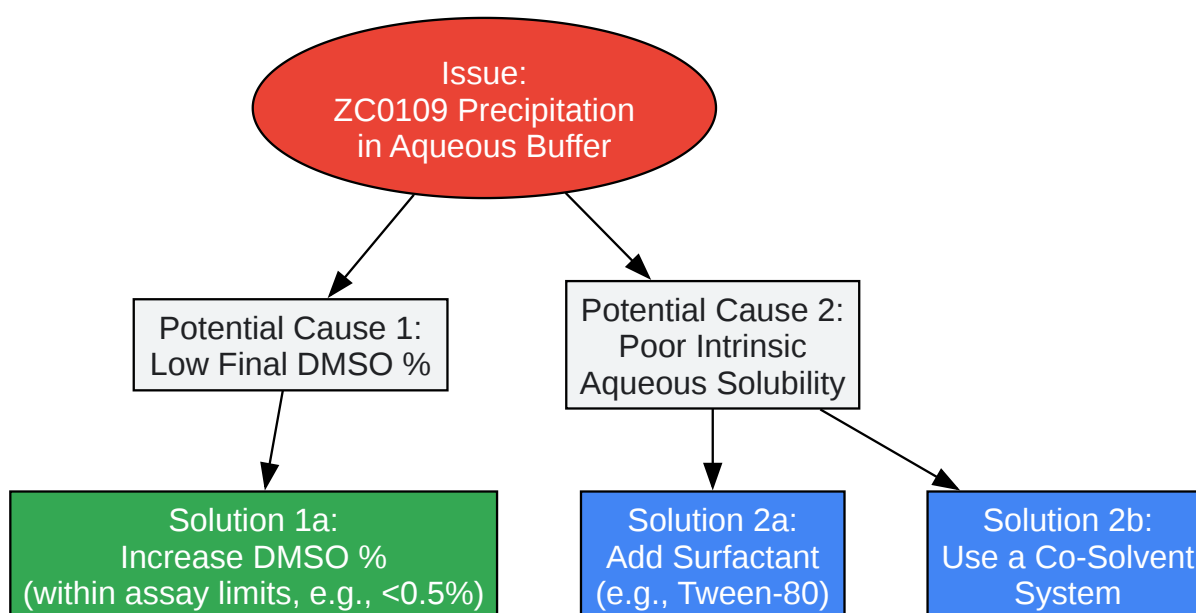 Issue:
ZC0109 Precipitation
in Aqueous Buffer
Potential Cause 1:
Low Final DMSO %
Potential Cause 2:
Poor Intrinsic
Aqueous Solubility
Solution 1a:
Increase DMSO %
(within assay limits, e.g., <0.5%)
Solution 2a:
Add Surfactant
(e.g., Tween-80)
Solution 2b:
Use a Co-Solvent
System